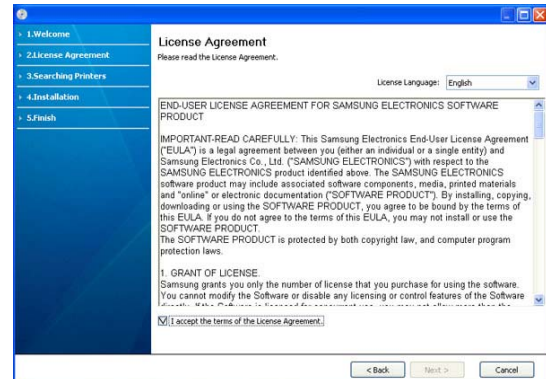 1.Welcome
2.License Agreement
3.Searching Printers
4.Installation
5.Finish
License Agreement
Please read the License Agreement.
License Language: English
END-USER LICENSE AGREEMENT FOR SAMSUNG ELECTRONICS SOFTWARE
PRODUCT
IMPORTANT-READ CAREFULLY: This Samsung Electronics End-User License Agreement
("EULA") is a legal agreement between you (either an individual or a single entity) and
Samsung Electronics Co., Ltd. ("SAMSUNG ELECTRONICS") with respect to the
SAMSUNG ELECTRONICS product identified above. The SAMSUNG ELECTRONICS
software product may include associated software components, media, printed materials
and "online" or electronic documentation ("SOFTWARE PRODUCT"). By installing, copying,
downloading or using the SOFTWARE PRODUCT, you agree to be bound by the terms of
this EULA. If you do not agree to the terms of this EULA, you may not install or use the
SOFTWARE PRODUCT.
The SOFTWARE PRODUCT is protected by both copyright law, and computer program
protection laws.
1. GRANT OF LICENSE.
Samsung grants you only the number of license that you purchase for using the software.
You cannot modify the Software or disable any licensing or control features of the Software
I accept the terms of the License Agreement.
< Back
Next >
Cancel